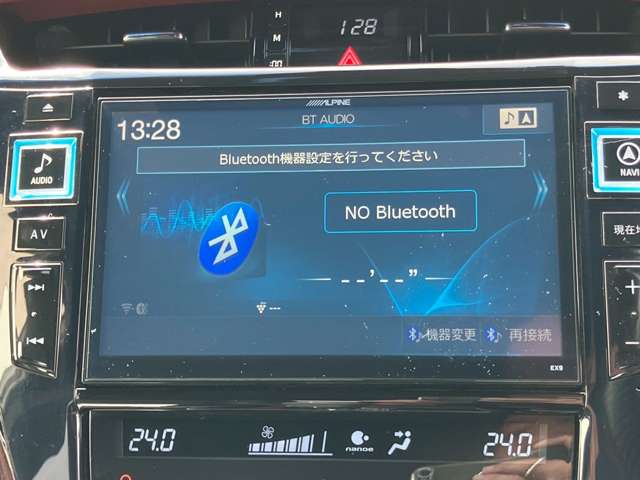 H
128
M
:00
ALPINE
13:28
BT AUDIO
Bluetooth機器設定を行ってください
AUDIO
NAVI
NO Bluetooth
AV
現在地
--'--"
---
機器変更
再接続
EX9
24.0
nanoe
24.0